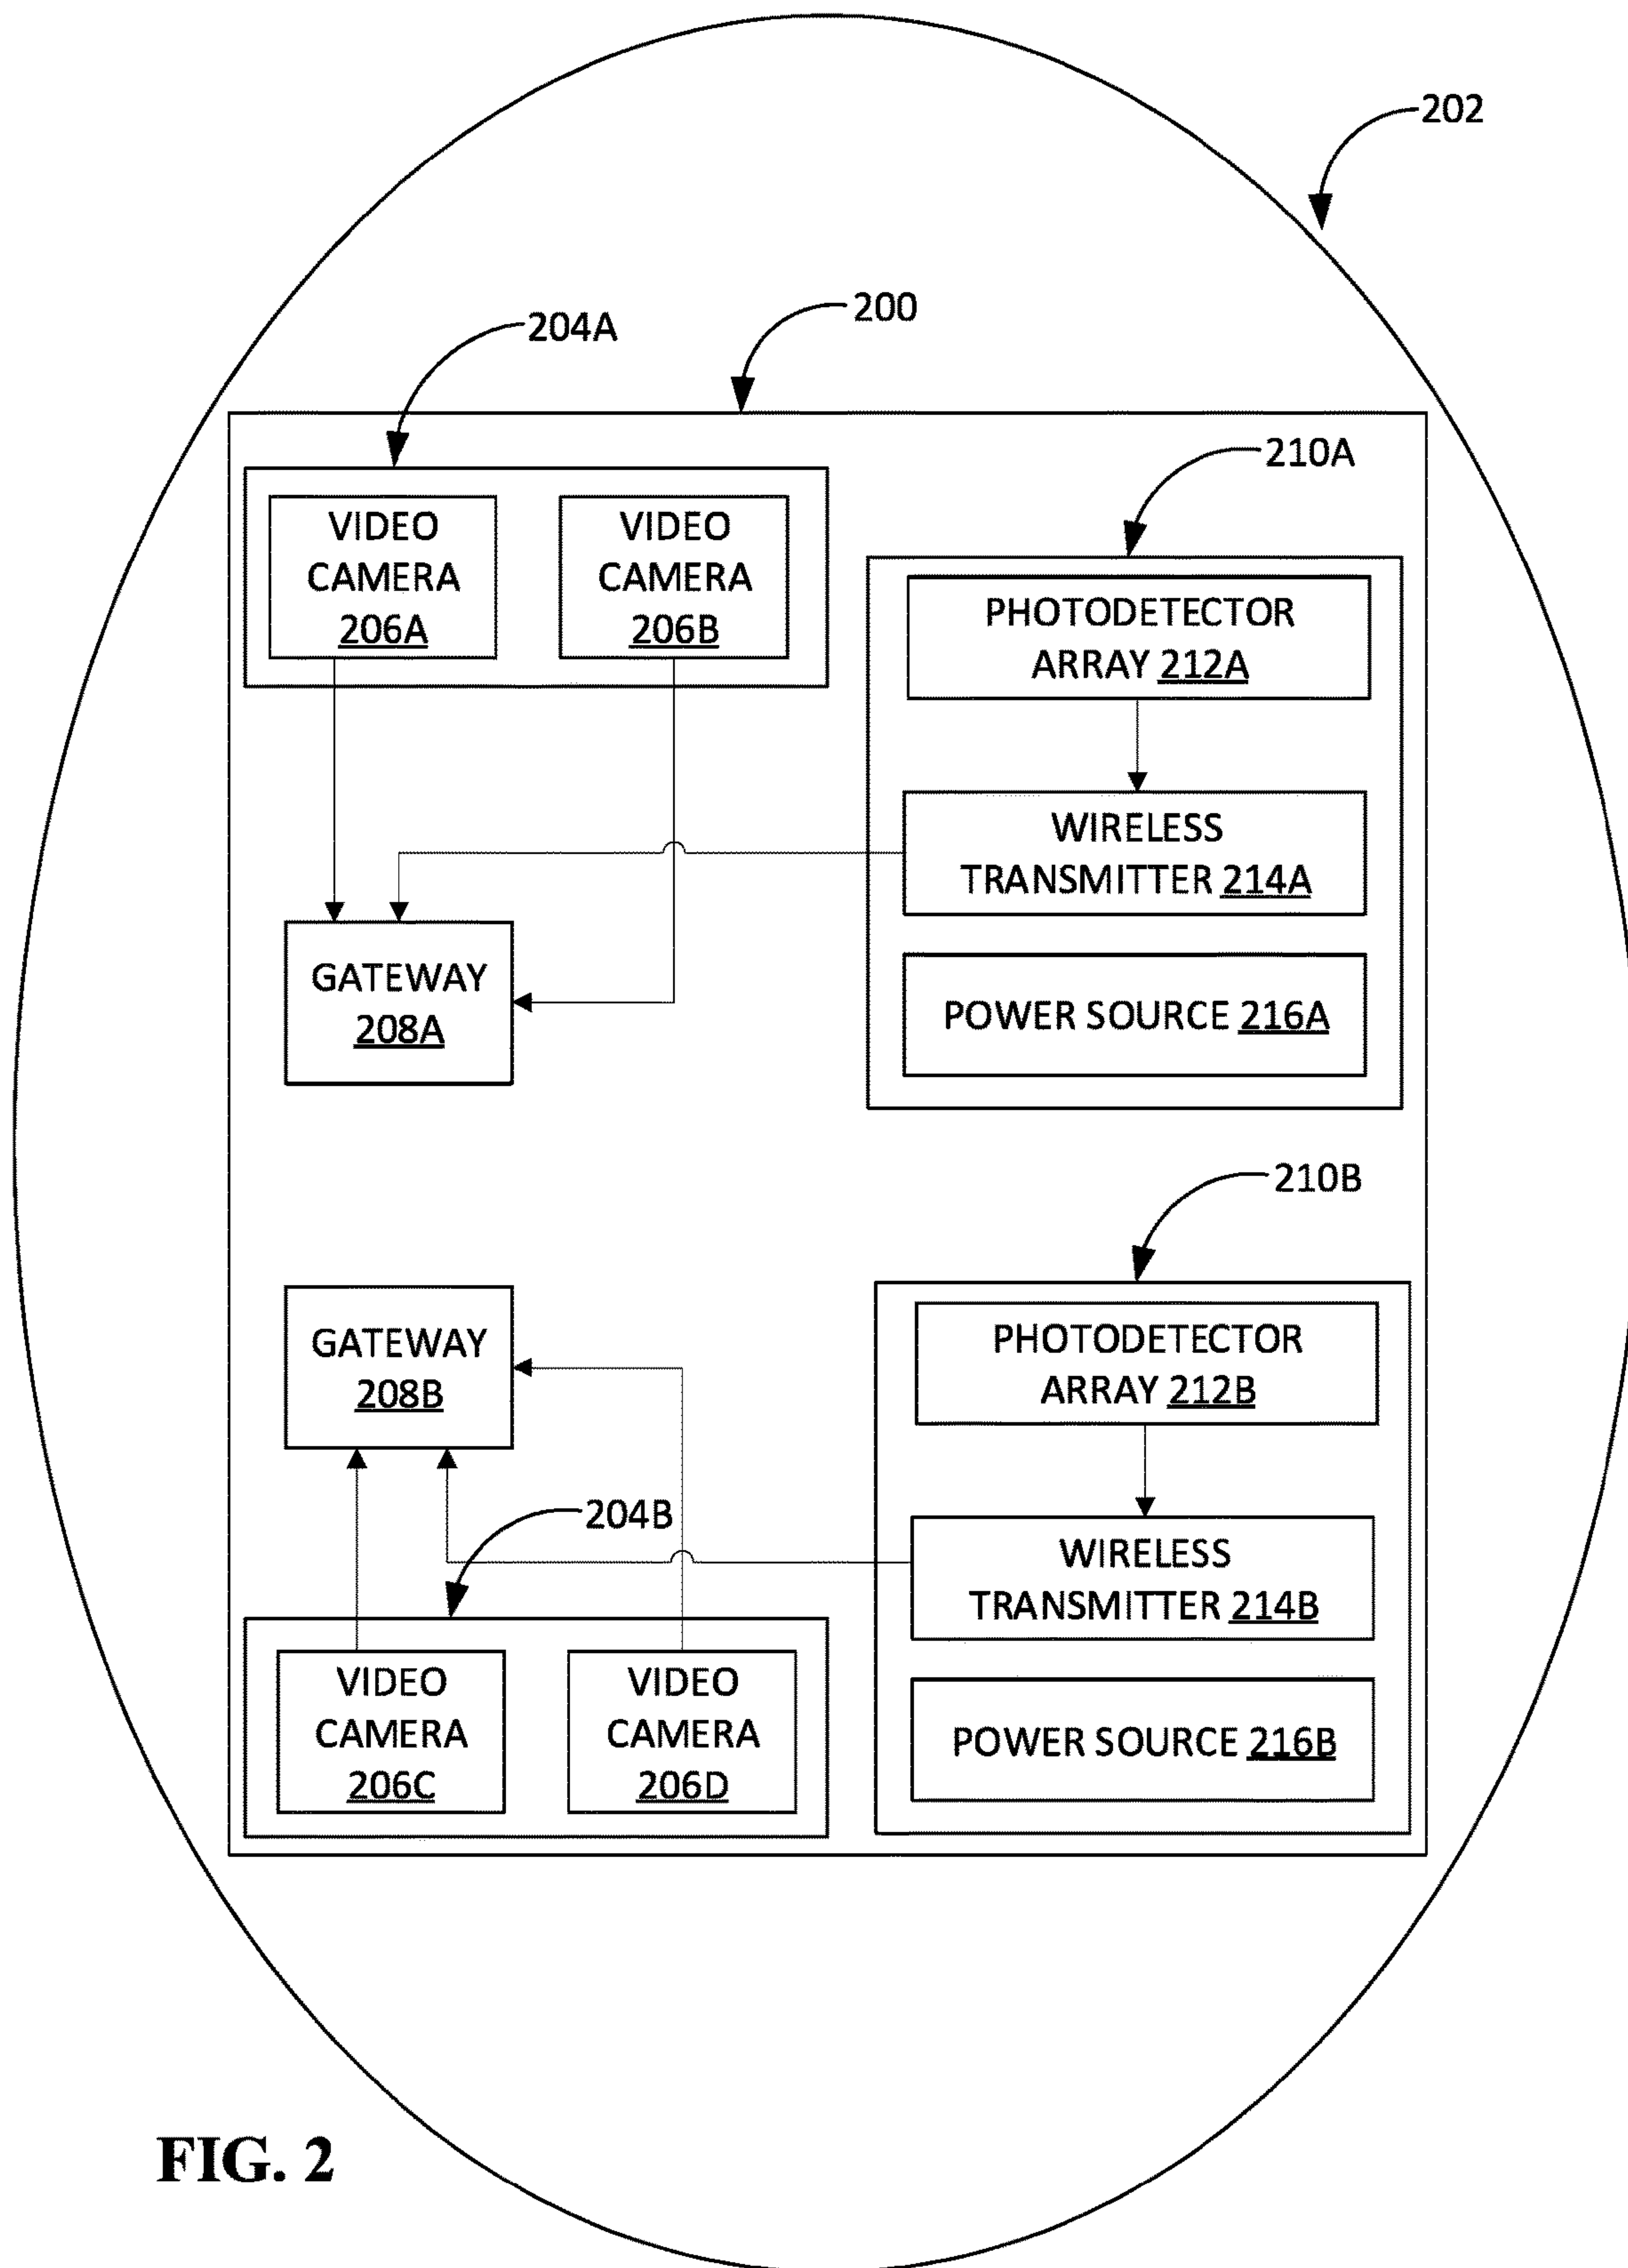 202
200
204A
210A
VIDEO
CAMERA
206A
VIDEO
CAMERA
206B
PHOTODETECTOR
ARRAY 212A
WIRELESS
TRANSMITTER 214A
GATEWAY
208A
POWER SOURCE 216A
210B
GATEWAY
208B
PHOTODETECTOR
ARRAY 212B
204B
WIRELESS
TRANSMITTER 214B
VIDEO
CAMERA
206C
VIDEO
CAMERA
206D
POWER SOURCE 216B
FIG. 2